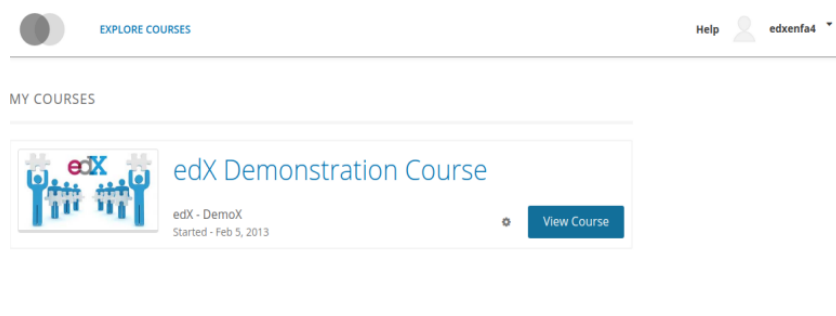 EXPLORE COURSES
Help
edxenfa4
MY COURSES
edX
edX Demonstration Course
edX - DemoX
Started - Feb 5, 2013
View Course